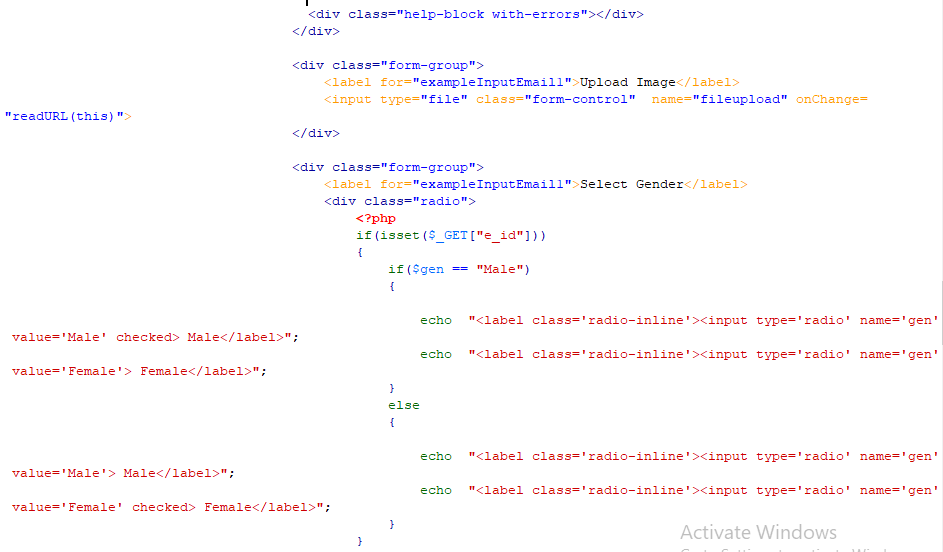 <div class="help-block with-errors"></div>
</div>
<div class="form-group">
<label for="exampleInputEmail1">Upload Image</label>
<input type="file" class="form-control"  name="fileupload" onChange=
"readURL(this)">
</div>
<div class="form-group">
<label for="exampleInputEmail1">Select Gender</label>
<div class="radio">
<?php
if(isset($_GET["e_id"]))
{
if($gen == "Male")
{
echo  "<label class='radio-inline'><input type='radio' name='gen'
value='Male' checked> Male</label>";
echo  "<label class='radio-inline'><input type='radio' name='gen'
value='Female'> Female</label>";
}
else
{
echo  "<label class='radio-inline'><input type='radio' name='gen'
value='Male'> Male</label>";
echo  "<label class='radio-inline'><input type='radio' name='gen'
value='Female' checked> Female</label>";
}
}
Activate Windows